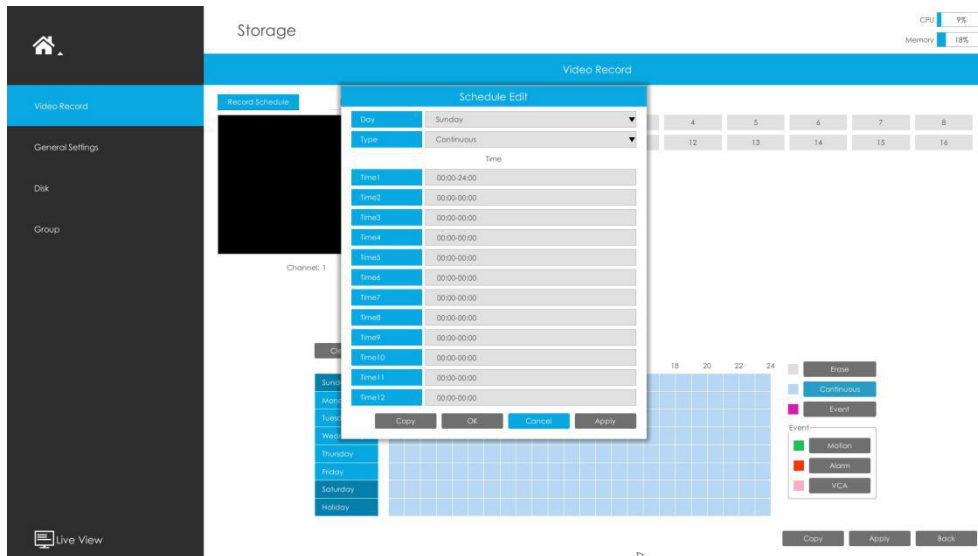 Storage
CPU 9%
Memory 18%
Video Record
Video Record
General Settings
Disk
Group
Live View
Record Schedule
4 5 6 7 8
12 13 14 15 16
Channel: 1
Schedule Edit
Day Sunday
Type Continuous
Time
Time1 00:00-24:00
Time2 00:00-00:00
Time3 00:00-00:00
Time4 00:00-00:00
Time5 00:00-00:00
Time6 00:00-00:00
Time7 00:00-00:00
Time8 00:00-00:00
Time9 00:00-00:00
Time10 00:00-00:00
Time11 00:00-00:00
Time12 00:00-00:00
Copy OK Cancel Apply
18 20 22 24
Thursday
Friday
Saturday
Holiday
Erase
Continuous
Event
Event
Motion
Alarm
VCA
Copy Apply Back